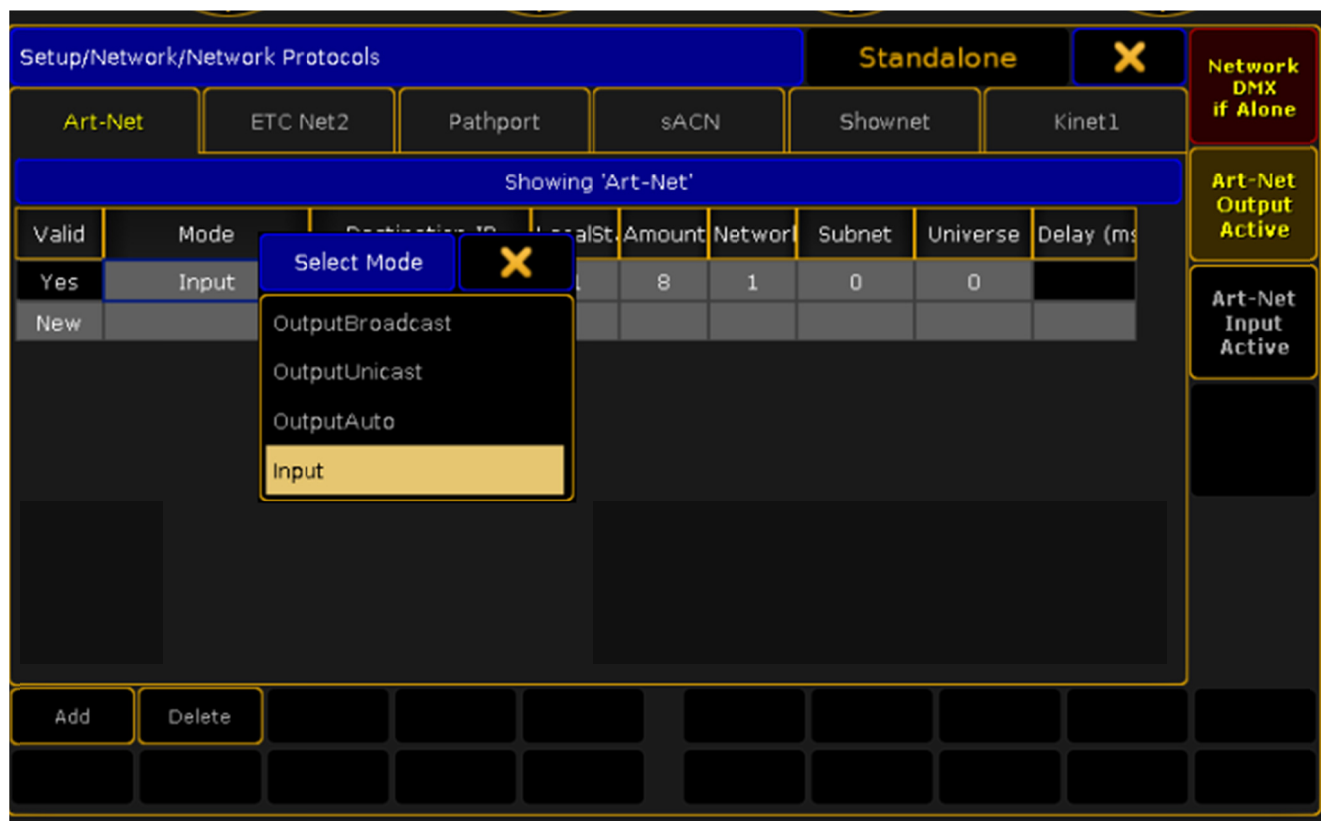 Setup/Network/Network Protocols
Standalone
Network
DMX
if Alone
Art-Net ETC Net2 Pathport sACN Shownet Kinet1
Showing 'Art-Net'
Art-Net
Output
Active
Valid Mode Amount Subnet Universe Delay
Select Mode
Yes Input 8 1 0 0
New
Art-Net
Input
Active
OutputBroadcast
OutputUnicast
OutputAuto
Input
Add Delete